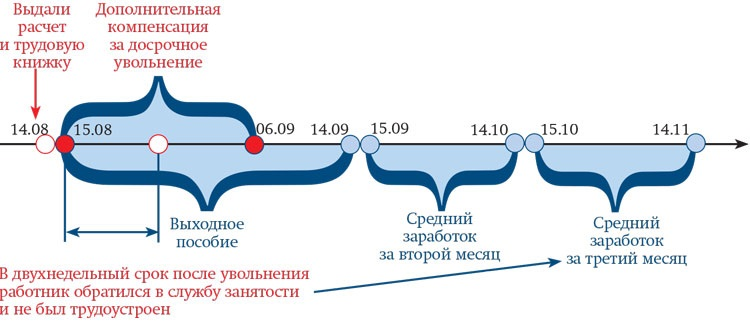 Выдали
расчет
и трудовую
книжку
Дополнительная
компенсация
за досрочное
увольнение
14.08
15.08
06.09
14.09
15.09
14.10
15.10
14.11
Выходное
пособие
Средний
заработок
за второй месяц
Средний
заработок
за третий месяц
В двухнедельный срок после увольнения
работник обратился в службу занятости
и не был трудоустроен